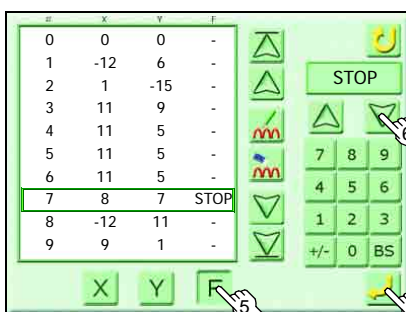 # X Y F
0 0 0 -
1 -12 6 -
2 1 -15 -
3 11 9 -
4 11 5 -
5 11 5 -
6 11 5 -
7 8 7 STOP
8 -12 11 -
9 9 1 -
STOP
7 8 9
4 5 6
1 2 3
+/- 0 BS
X Y F
5
6